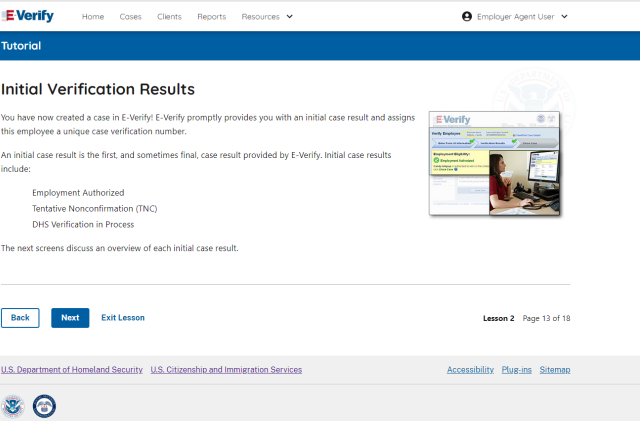 E-Verify
Home Cases Clients Reports Resources Employer Agent User
Tutorial
Initial Verification Results
You have now created a case in E-Verify! E-Verify promptly provides you with an initial case result and assigns
this employee a unique case verification number.
An initial case result is the first, and sometimes final, case result provided by E-Verify. Initial case results
include:
Employment Authorized
Tentative Nonconfirmation (TNC)
DHS Verification in Process
The next screens discuss an overview of each initial case result.
E-Verify
Verify Employee
Verification Results
Employment Authorized
Back Next Exit Lesson Lesson 2 Page 13 of 18
U.S. Department of Homeland Security U.S. Citizenship and Immigration Services Accessibility Plug-ins Sitemap